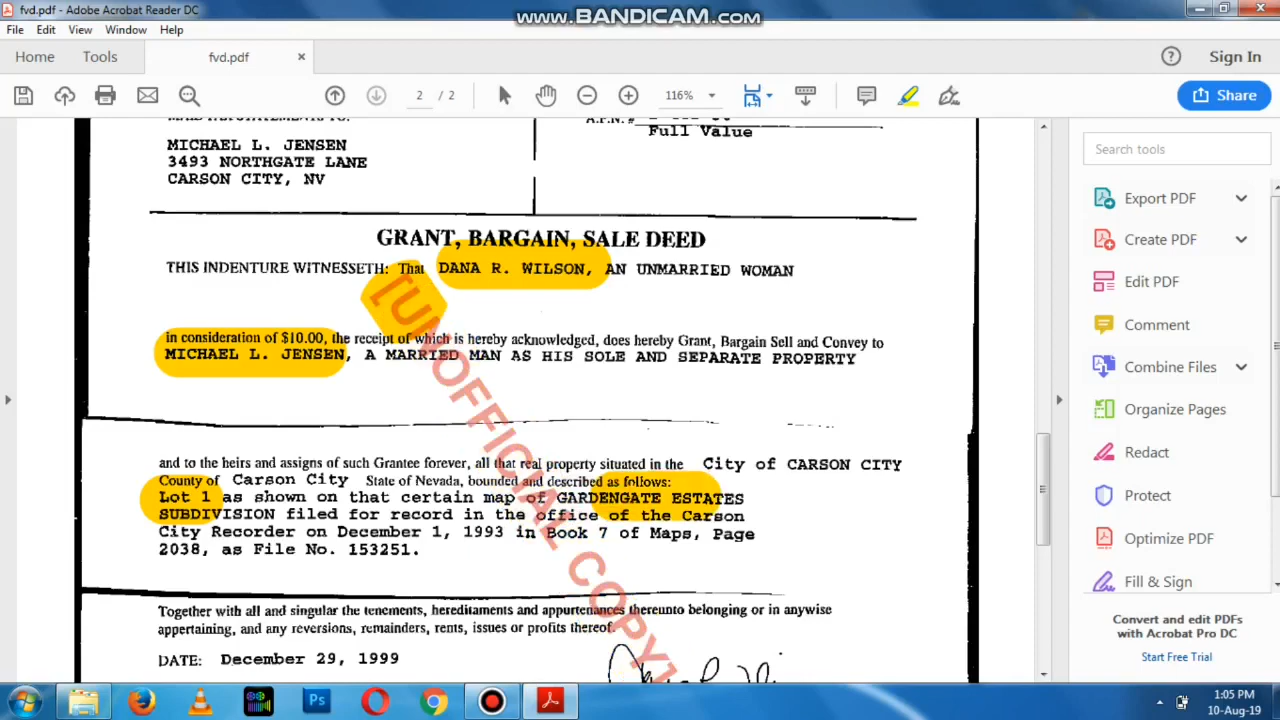 fvd.pdf - Adobe Acrobat Reader DC
www.BANDICAM.com
File Edit View Window Help
Home Tools fvd.pdf × Sign In
2 / 2 116% Share
A.P.N.#
Full Value
MICHAEL L. JENSEN
3493 NORTHGATE LANE
CARSON CITY, NV
GRANT, BARGAIN, SALE DEED
THIS INDENTURE WITNESSETH: That DANA R. WILSON, AN UNMARRIED WOMAN
in consideration of $10.00, the receipt of which is hereby acknowledged, does hereby Grant, Bargain Sell and Convey to
MICHAEL L. JENSEN, A MARRIED MAN AS HIS SOLE AND SEPARATE PROPERTY
[UNOFFICIAL COPY]
and to the heirs and assigns of such Grantee forever, all that real property situated in the City of CARSON CITY
County of Carson City State of Nevada, bounded and described as follows:
Lot 1 as shown on that certain map of GARDENGATE ESTATES
SUBDIVISION filed for record in the office of the Carson
City Recorder on December 1, 1993 in Book 7 of Maps, Page
2038, as File No. 153251.
Together with all and singular the tenements, hereditaments and appurtenances thereunto belonging or in anywise
appertaining, and any reversions, remainders, rents, issues or profits thereof.
DATE: December 29, 1999
Search tools
Export PDF
Create PDF
Edit PDF
Comment
Combine Files
Organize Pages
Redact
Protect
Optimize PDF
Fill & Sign
Convert and edit PDFs
with Acrobat Pro DC
Start Free Trial
Ps
1:05 PM
10-Aug-19